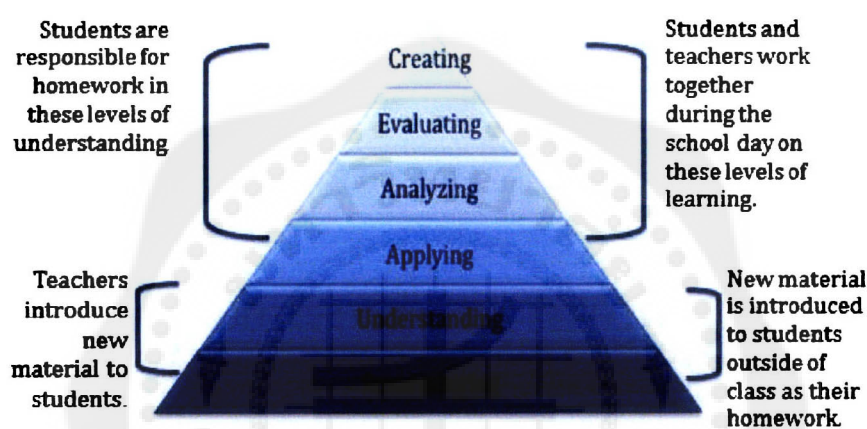 Students are
responsible for
homework in
these levels of
understanding
Creating
Evaluating
Analyzing
Applying
Understanding
Students and
teachers work
together
during the
school day on
these levels of
learning.
Teachers
introduce
new
material to
students.
New material
is introduced
to students
outside of
class as their
homework.